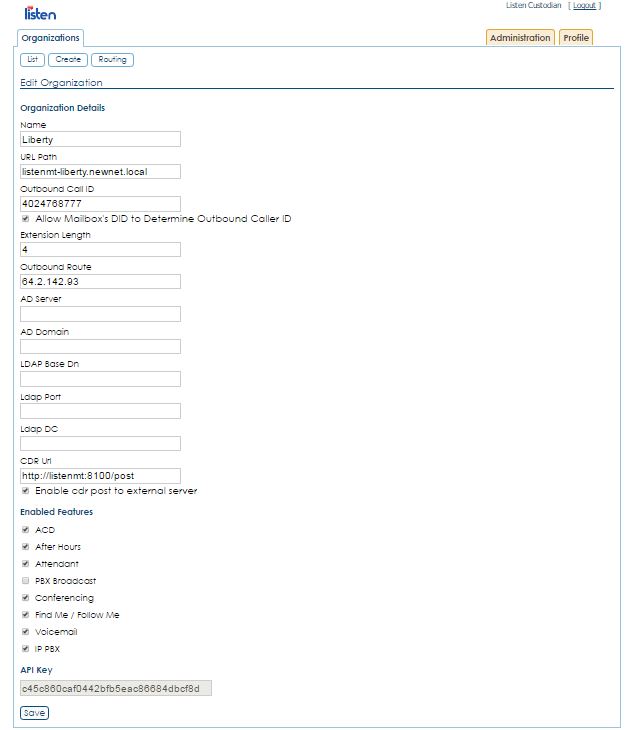 listen
Listen Custodian [ Logout ]
Organizations
Administration
Profile
List
Create
Routing
Edit Organization
Organization Details
Name
Liberty
URL Path
listenmt-liberty.newnet.local
Outbound Call ID
4024768777
Allow Mailbox's DID to Determine Outbound Caller ID
Extension Length
4
Outbound Route
64.2.142.93
AD Server
AD Domain
LDAP Base Dn
Ldap Port
Ldap DC
CDR Url
http://listenmt:8100/post
Enable cdr post to external server
Enabled Features
ACD
After Hours
Attendant
PBX Broadcast
Conferencing
Find Me / Follow Me
Voicemail
IP PBX
API Key
c45c860caf0442bfb5eac86684dbcf8d
Save